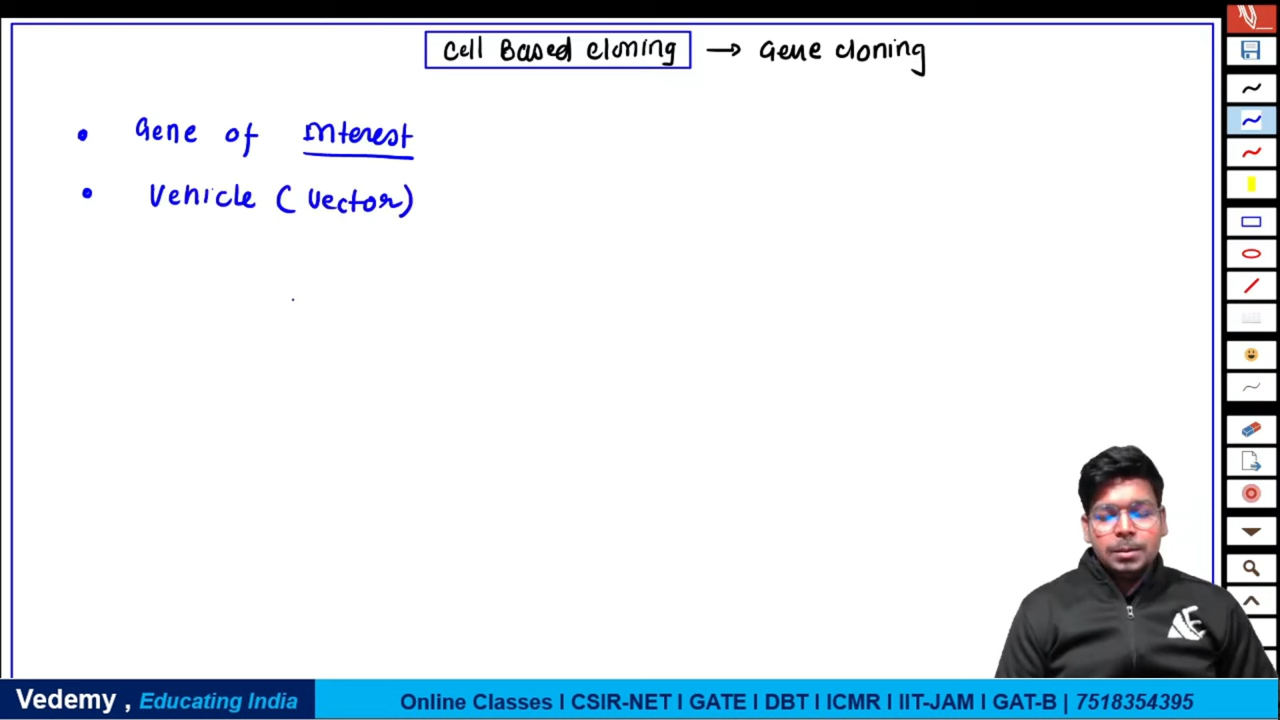 Cell Based cloning → Gene cloning
• Gene of Interest
• Vehicle (vector)
Vedemy , Educating India
Online Classes I CSIR-NET I GATE I DBT I ICMR I IIT-JAM I GAT-B | 7518354395